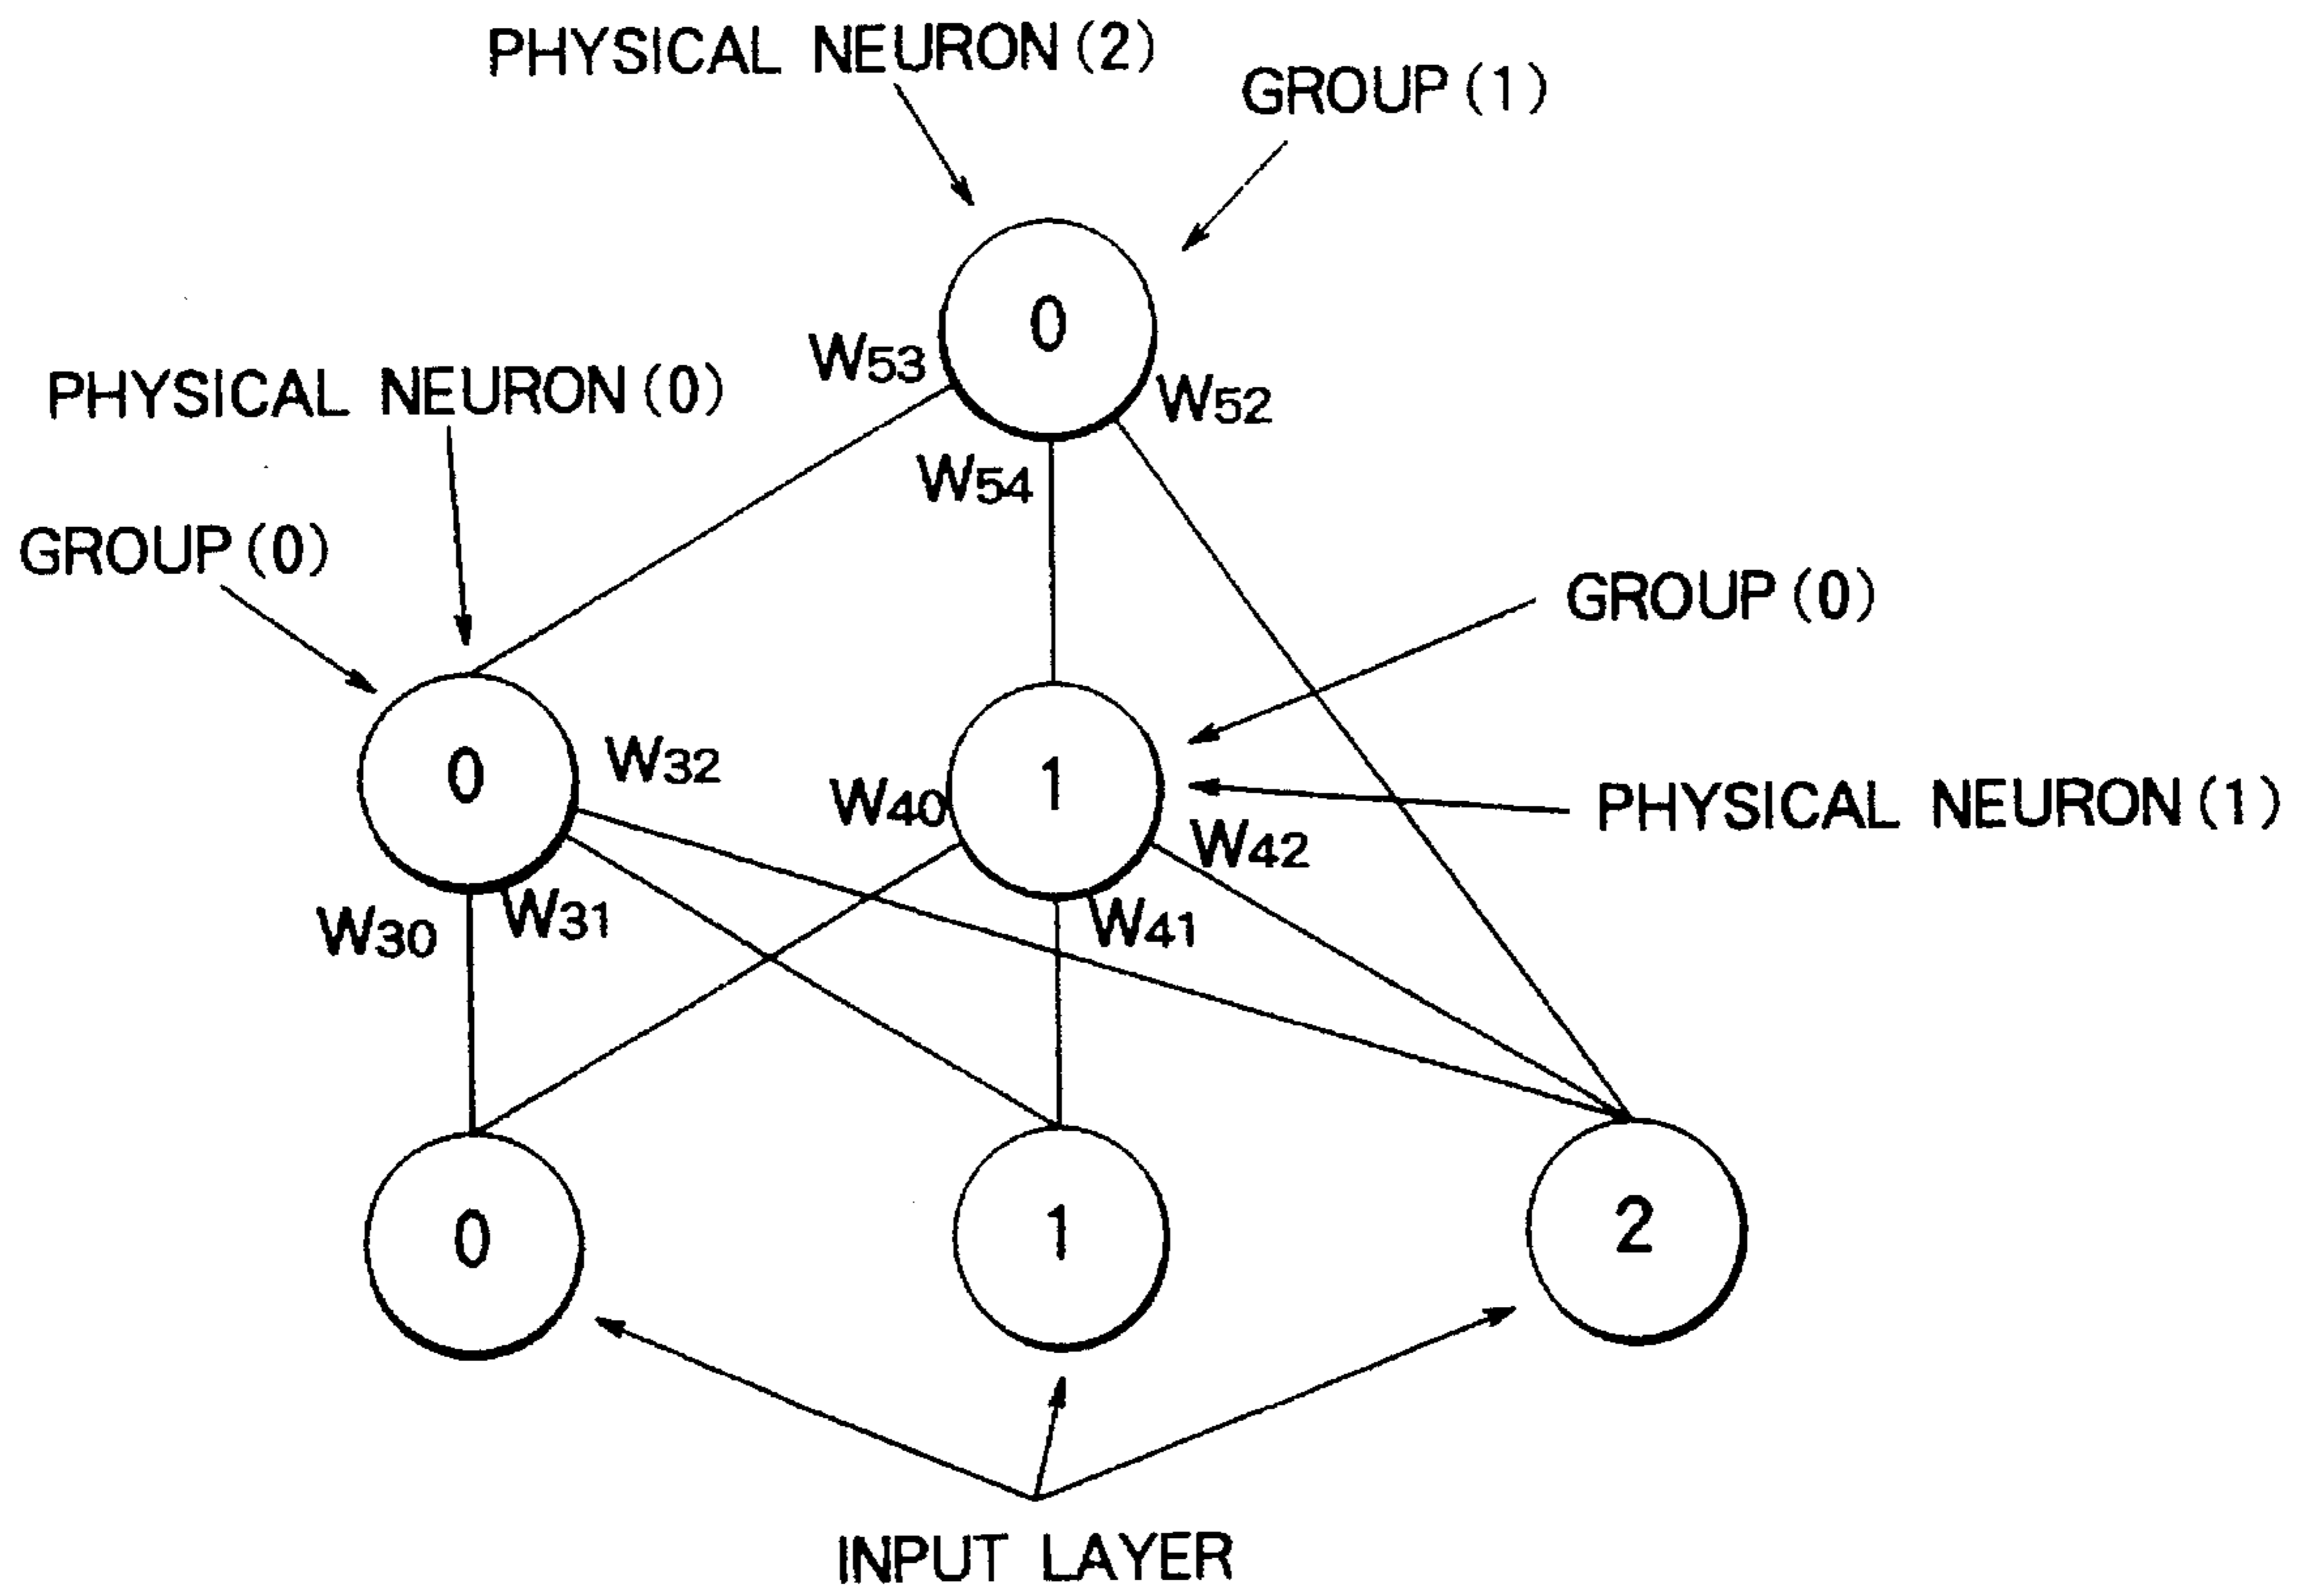 PHYSICAL NEURON(2)
GROUP(1)
0
W53
PHYSICAL NEURON(0)
W52
W54
GROUP(0)
GROUP(0)
0
W32
W40
1
PHYSICAL NEURON(1)
W42
W30
W31
W41
0
1
2
INPUT LAYER